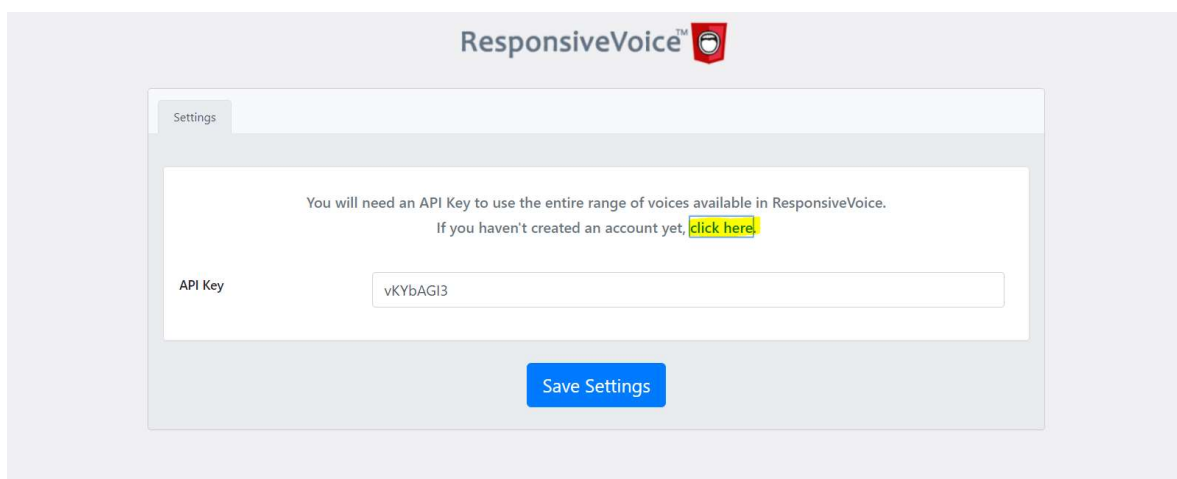 ResponsiveVoice™
Settings
You will need an API Key to use the entire range of voices available in ResponsiveVoice.
If you haven't created an account yet, click here.
API Key
vKYbAGI3
Save Settings